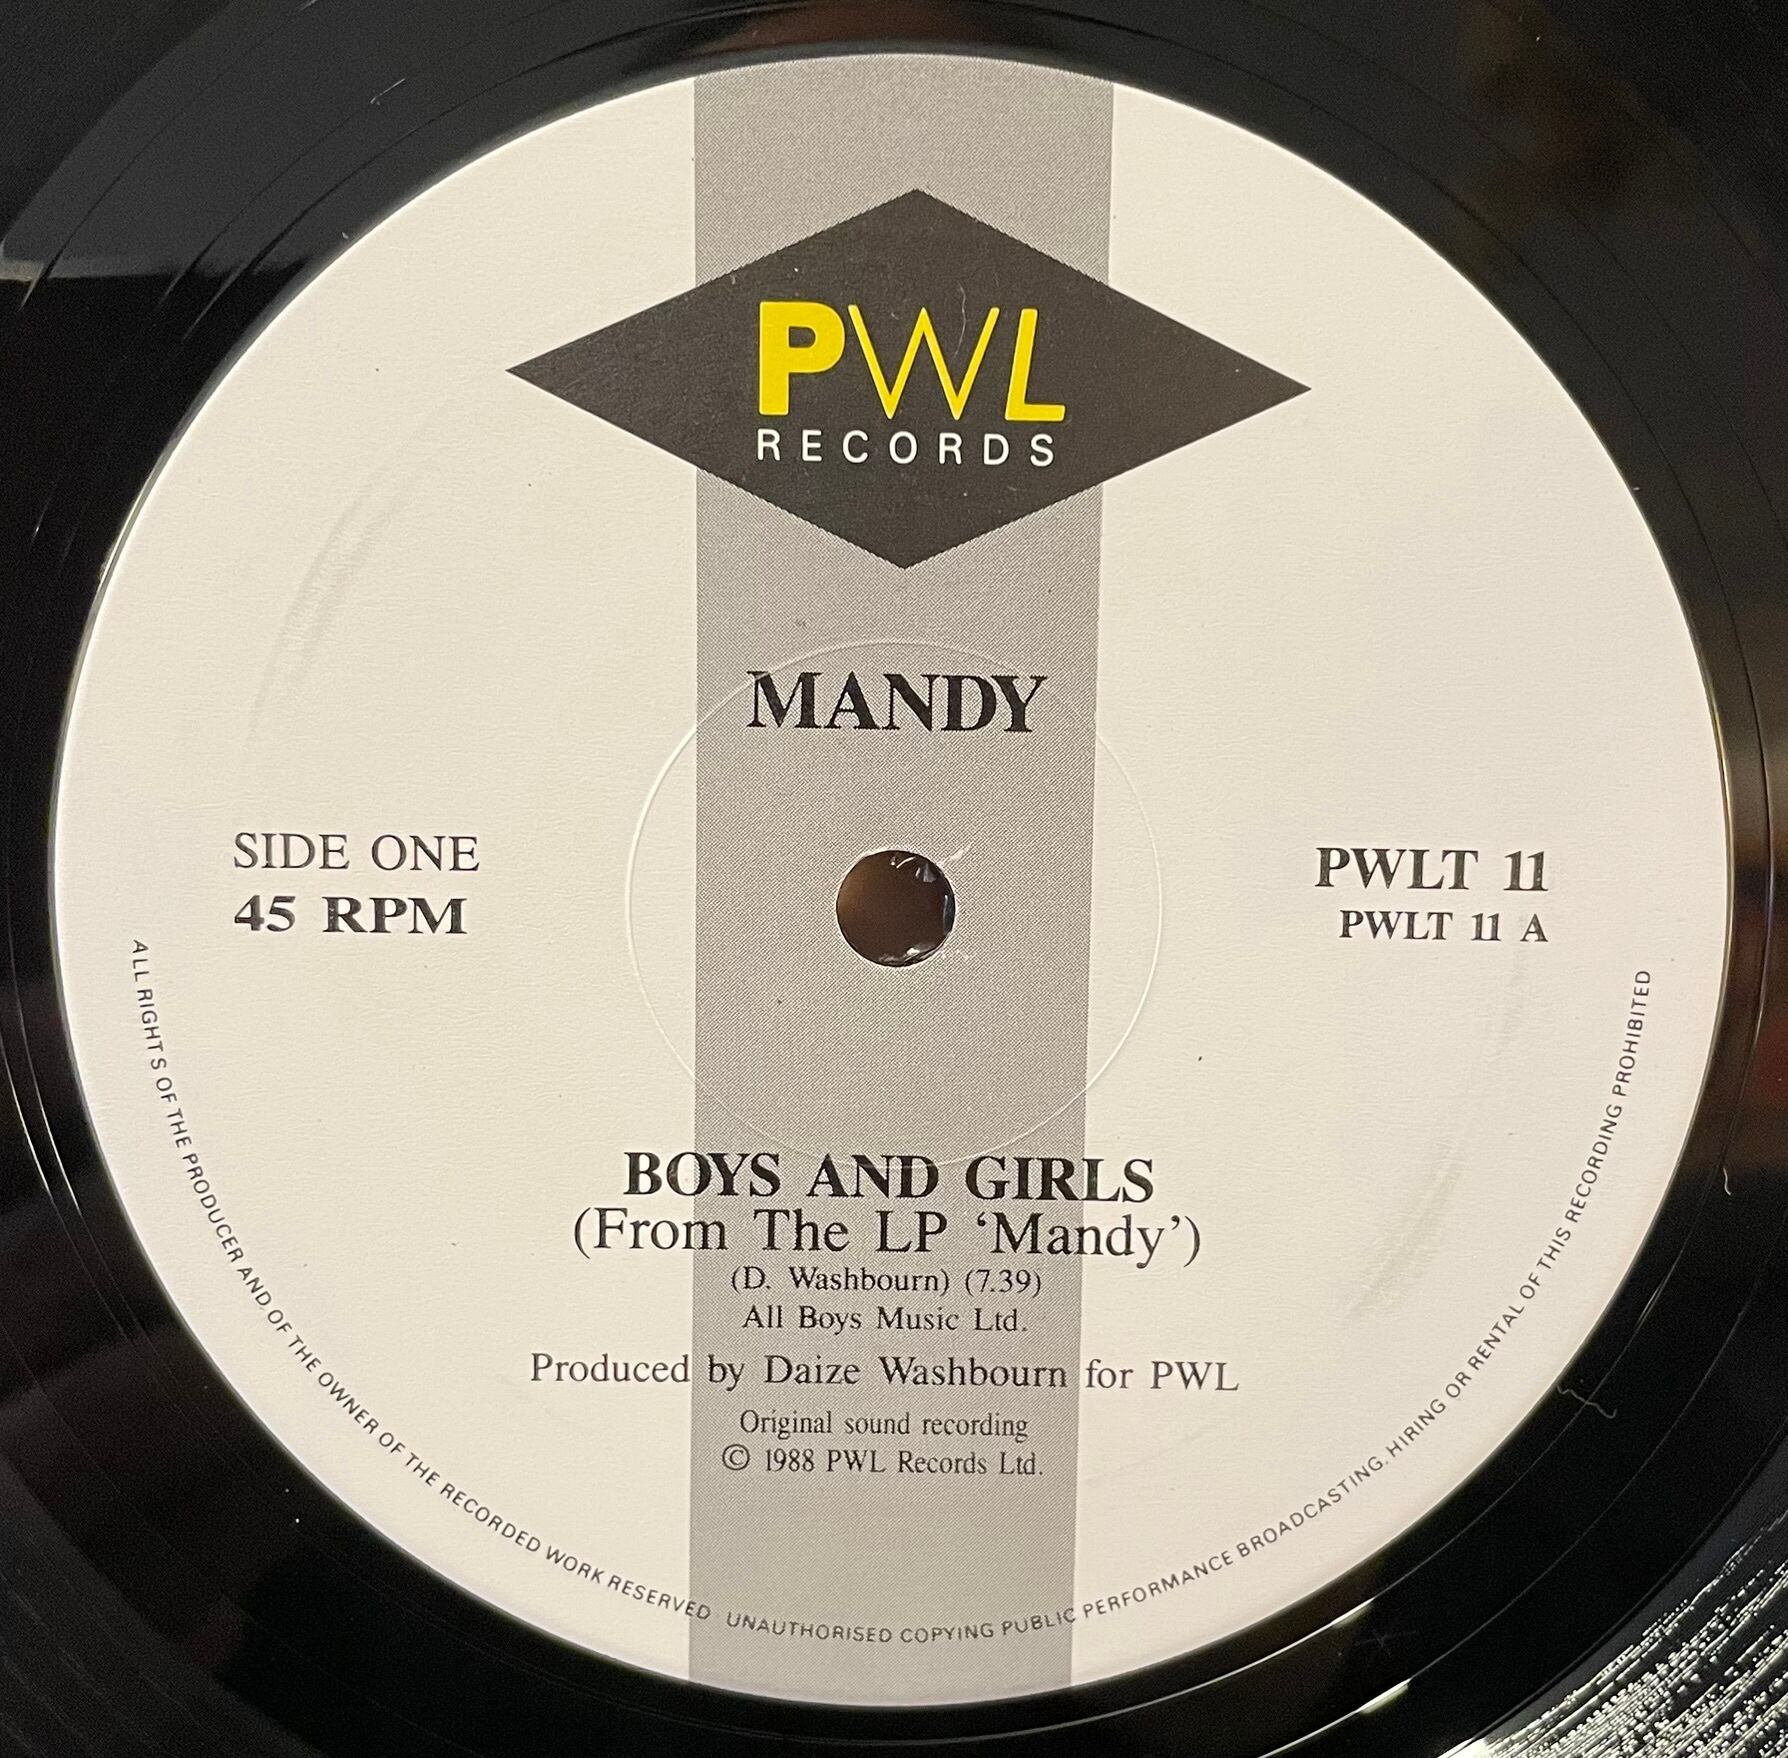 PWL
RECORDS
MANDY
SIDE ONE
45 RPM
PWLT 11
PWLT 11 A
BOYS AND GIRLS
(From The LP ‘Mandy’)
(D. Washbourn) (7.39)
All Boys Music Ltd.
Produced by Daize Washbourn for PWL
Original sound recording
© 1988 PWL Records Ltd.
ALL RIGHTS OF THE PRODUCER AND OF THE OWNER OF THE RECORDED WORK RESERVED UNAUTHORISED COPYING PUBLIC PERFORMANCE BROADCASTING, HIRING OR RENTAL OF THIS RECORDING PROHIBITED